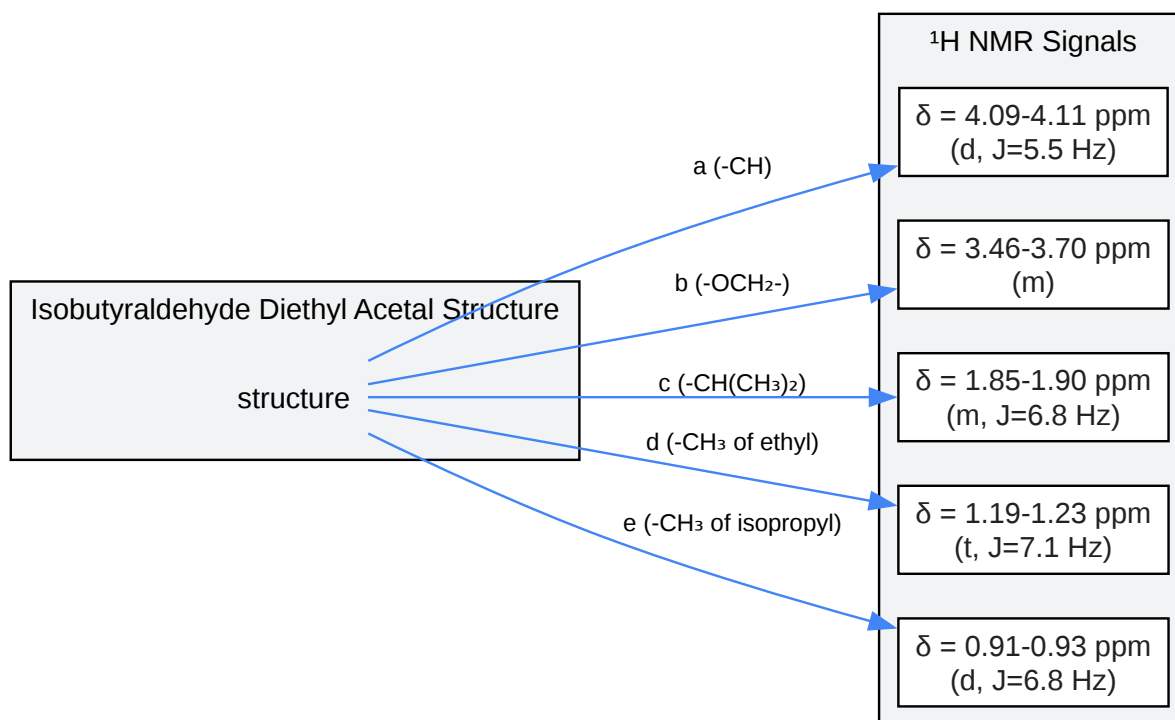 ¹H NMR Signals
δ = 4.09-4.11 ppm
(d, J=5.5 Hz)
a (-CH)
δ = 3.46-3.70 ppm
(m)
b (-OCH₂-)
Isobutyraldehyde Diethyl Acetal Structure
structure
c (-CH(CH₃)₂)
δ = 1.85-1.90 ppm
(m, J=6.8 Hz)
d (-CH₃ of ethyl)
δ = 1.19-1.23 ppm
(t, J=7.1 Hz)
e (-CH₃ of isopropyl)
δ = 0.91-0.93 ppm
(d, J=6.8 Hz)